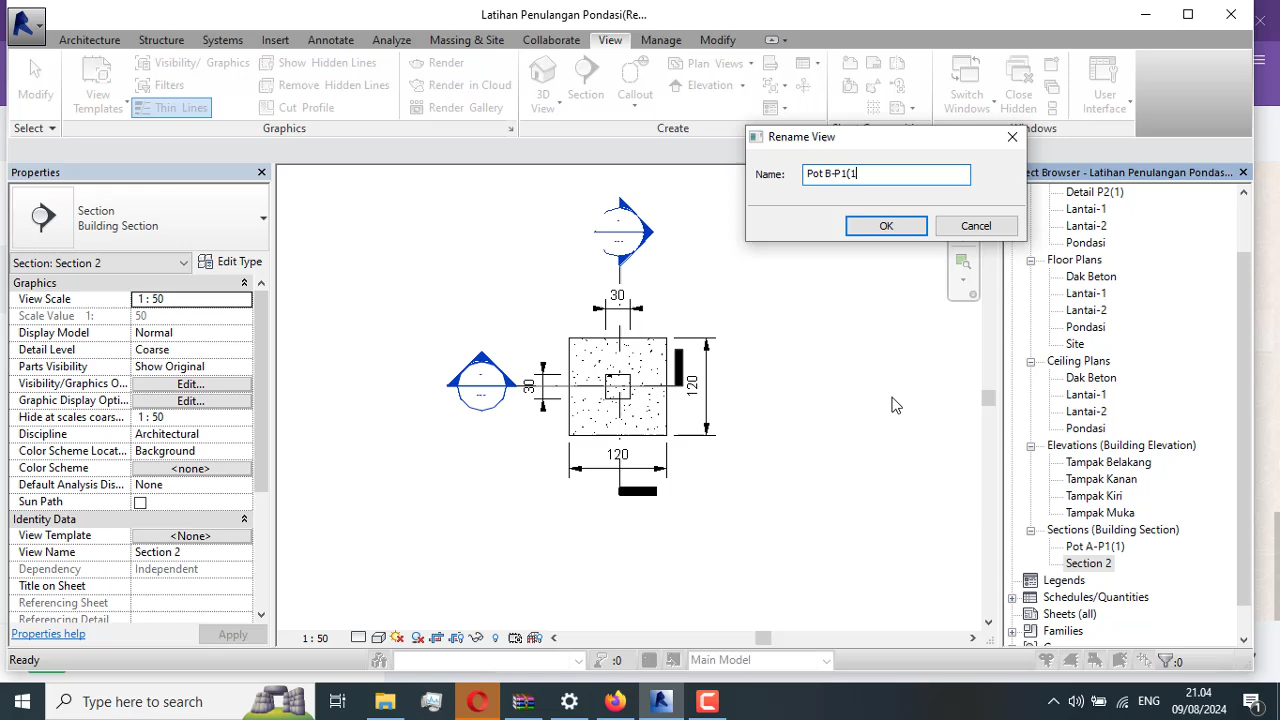 Latihan Penulangan Pondasi(Re...
Architecture Structure Systems Insert Annotate Analyze Massing & Site Collaborate View Manage Modify
Modify
View Templates
Visibility/ Graphics
Filters
Thin Lines
Show Hidden Lines
Remove Hidden Lines
Cut Profile
Render
Render in Cloud
Render Gallery
3D View
Section
Callout
Plan Views
Elevation
Switch Windows
Close Hidden
User Interface
Select
Graphics
Create
Windows
Rename View
Name: Pot B-P1(1
OK Cancel
Properties
Section
Building Section
Section: Section 2
Edit Type
Graphics
View Scale 1 : 50
Scale Value 1: 50
Display Model Normal
Detail Level Coarse
Parts Visibility Show Original
Visibility/Graphics O... Edit...
Graphic Display Opti... Edit...
Hide at scales coars... 1 : 50
Discipline Architectural
Color Scheme Locat... Background
Color Scheme <none>
Default Analysis Dis... None
Sun Path
Identity Data
View Template <None>
View Name Section 2
Dependency Independent
Title on Sheet
Referencing Sheet
Referencing Detail
Properties help
Apply
30
30
120
120
1 : 50
ect Browser - Latihan Penulangan Pondas...
Detail P2(1)
Lantai-1
Lantai-2
Pondasi
Floor Plans
Dak Beton
Lantai-1
Lantai-2
Pondasi
Site
Ceiling Plans
Dak Beton
Lantai-1
Lantai-2
Pondasi
Elevations (Building Elevation)
Tampak Belakang
Tampak Kanan
Tampak Kiri
Tampak Muka
Sections (Building Section)
Pot A-P1(1)
Section 2
Legends
Schedules/Quantities
Sheets (all)
Families
Ready
:0
Main Model
:0
Type here to search
ENG
21.04
09/08/2024
1